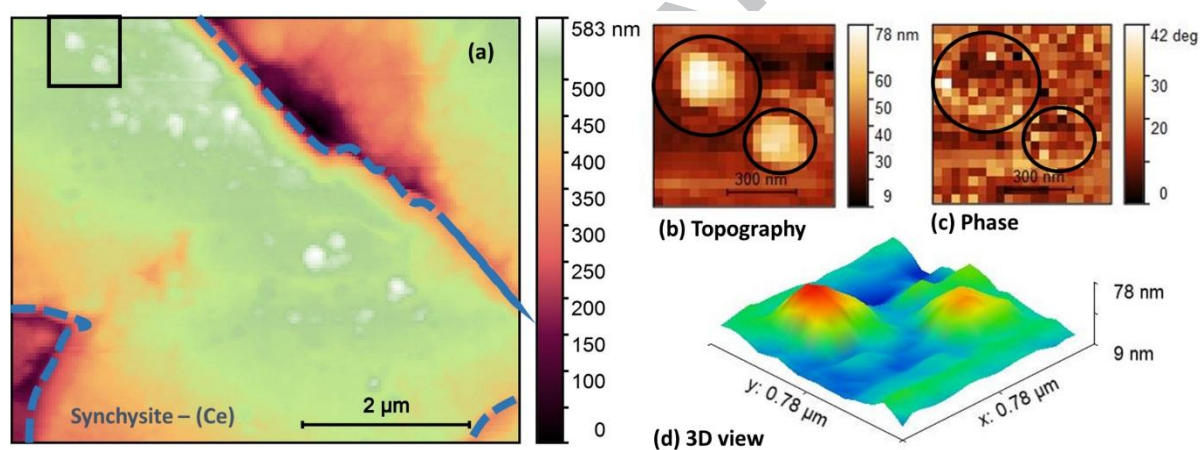 (a)
583 nm
500
450
400
350
300
250
200
150
100
50
0
Synchysite – (Ce)
2 µm
78 nm
60
50
40
30
9
300 nm
(b) Topography
42 deg
30
20
0
300 nm
(c) Phase
78 nm
9 nm
y: 0.78 µm
x: 0.78 µm
(d) 3D view